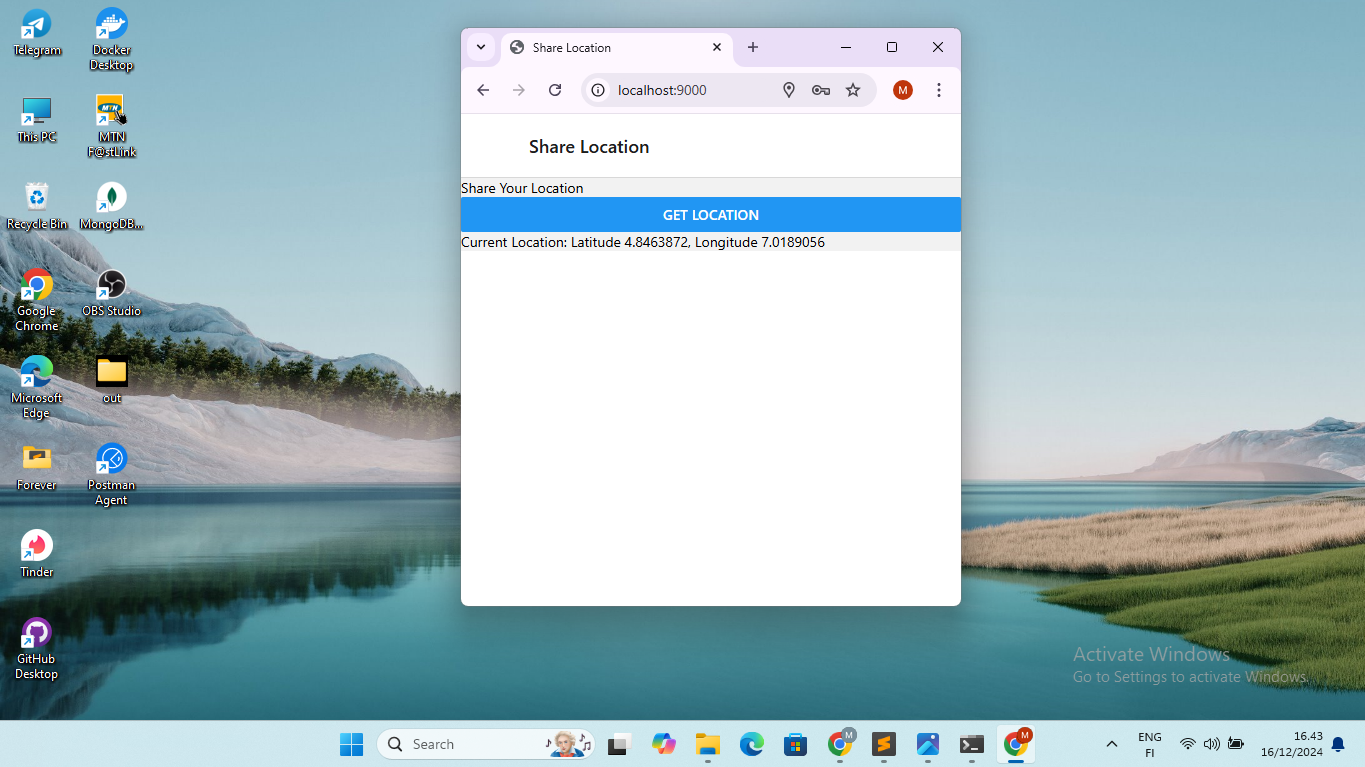 Telegram
Docker
Desktop
This PC
MTN
F@stLink
Recycle Bin
MongoDB...
Google
Chrome
OBS Studio
Microsoft
Edge
out
Forever
Postman
Agent
Tinder
GitHub
Desktop
Share Location
localhost:9000
M
Share Location
Share Your Location
GET LOCATION
Current Location: Latitude 4.8463872, Longitude 7.0189056
Activate Windows
Go to Settings to activate Windows.
Search
M
M
ENG
FI
16.43
16/12/2024